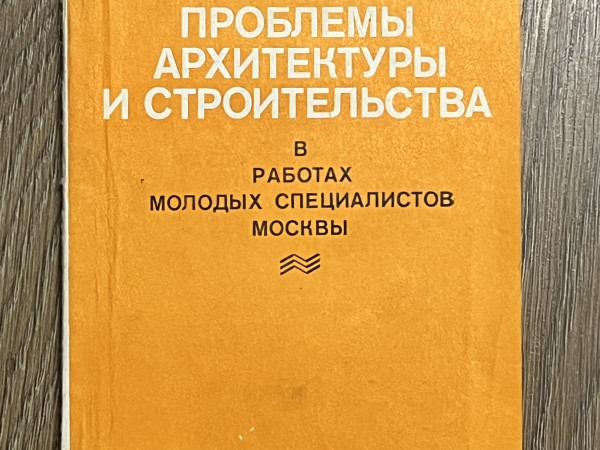 ПРОБЛЕМЫ
АРХИТЕКТУРЫ
И СТРОИТЕЛЬСТВА
В
РАБОТАХ
МОЛОДЫХ СПЕЦИАЛИСТОВ
МОСКВЫ